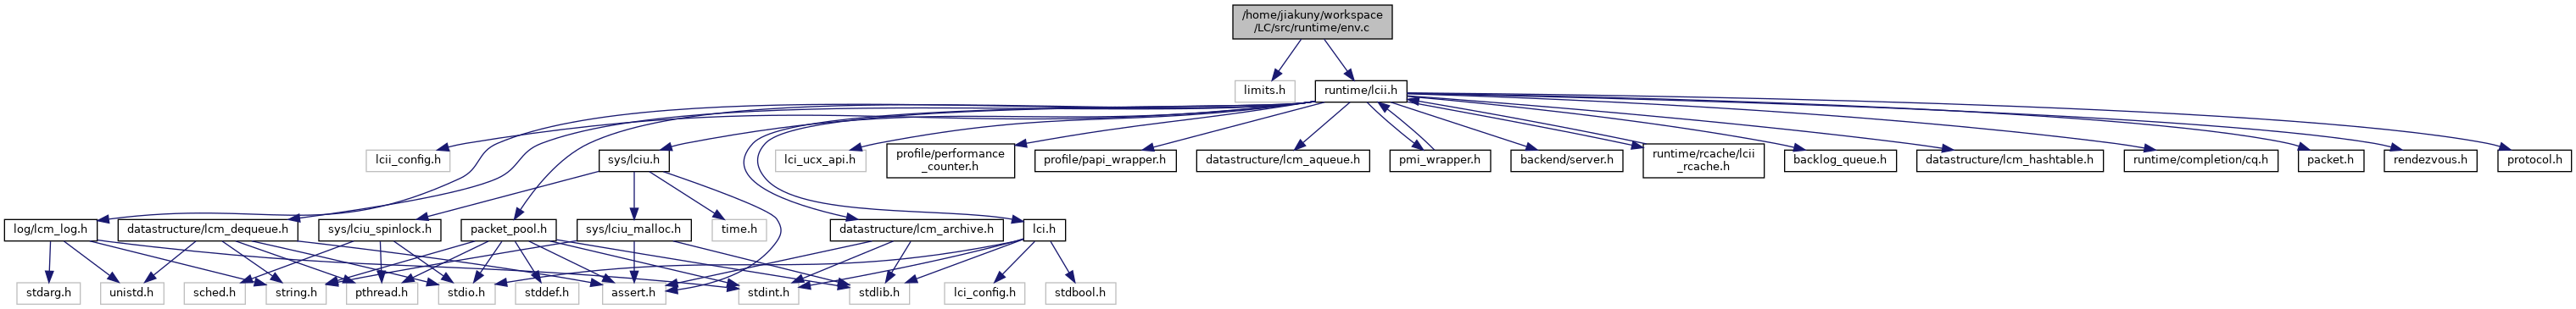 /home/jiakuny/workspace
/LC/src/runtime/env.c
limits.h
runtime/lcii.h
lcii_config.h
sys/lciu.h
lci_ucx_api.h
profile/performance
_counter.h
profile/papi_wrapper.h
datastructure/lcm_aqueue.h
pmi_wrapper.h
backend/server.h
runtime/rcache/lcii
_rcache.h
backlog_queue.h
datastructure/lcm_hashtable.h
runtime/completion/cq.h
packet.h
rendezvous.h
protocol.h
log/lcm_log.h
datastructure/lcm_dequeue.h
sys/lciu_spinlock.h
packet_pool.h
sys/lciu_malloc.h
time.h
datastructure/lcm_archive.h
lci.h
stdarg.h
unistd.h
sched.h
string.h
pthread.h
stdio.h
stddef.h
assert.h
stdint.h
stdlib.h
lci_config.h
stdbool.h